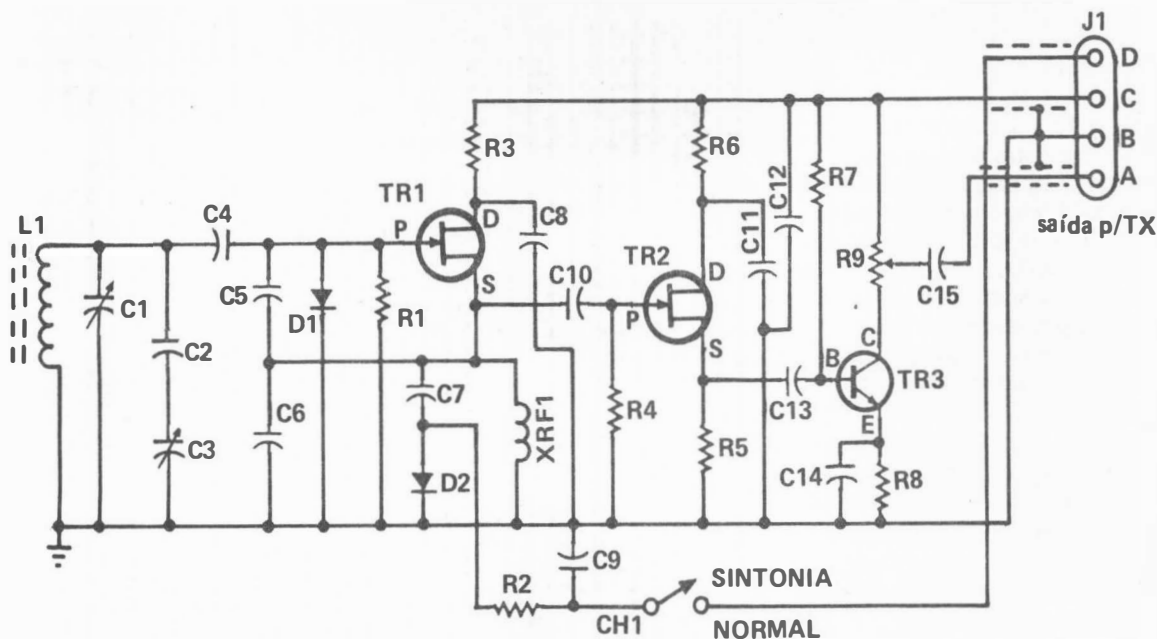 J1
D
C
B
A
saída p/TX
L1
C1
C2
C3
C4
C5
C6
D1
R1
TR1
P
D
S
R3
C8
C7
D2
XRF1
C10
R4
TR2
P
D
S
R6
R5
C11
C12
R7
C13
R9
C15
B
C
E
TR3
C14
R8
R2
C9
CH1
SINTONIA
NORMAL